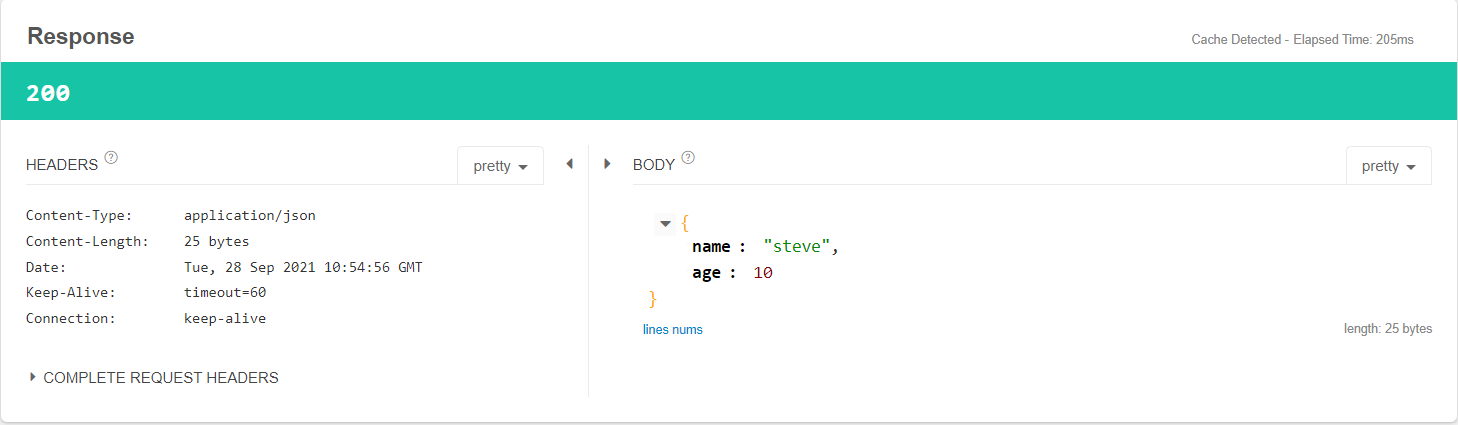 Response
Cache Detected - Elapsed Time: 205ms
200
HEADERS ?
pretty
Content-Type: application/json
Content-Length: 25 bytes
Date: Tue, 28 Sep 2021 10:54:56 GMT
Keep-Alive: timeout=60
Connection: keep-alive
COMPLETE REQUEST HEADERS
BODY ?
pretty
{
name : "steve",
age : 10
}
lines nums
length: 25 bytes